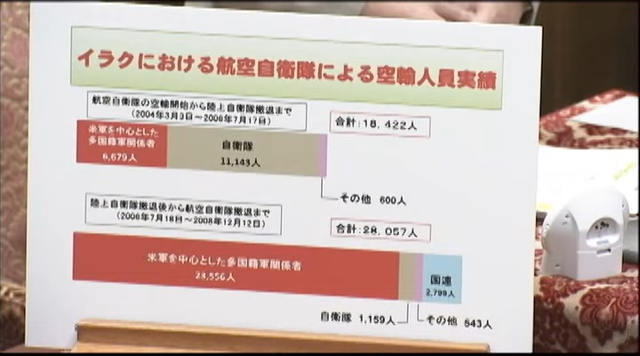 イラクにおける航空自衛隊による空輸人員実績
航空自衛隊の空輸開始から陸上自衛隊撤退まで
(2004年3月3日～2006年7月17日)
合計:18,422人
米軍を中心とした
多国籍軍関係者
6,679人
自衛隊
11,143人
その他 600人
陸上自衛隊撤退後から航空自衛隊撤退まで
(2006年7月18日～2008年12月12日)
合計:28,057人
米軍を中心とした多国籍軍関係者
23,556人
国連
2,799人
自衛隊 1,159人
その他 543人